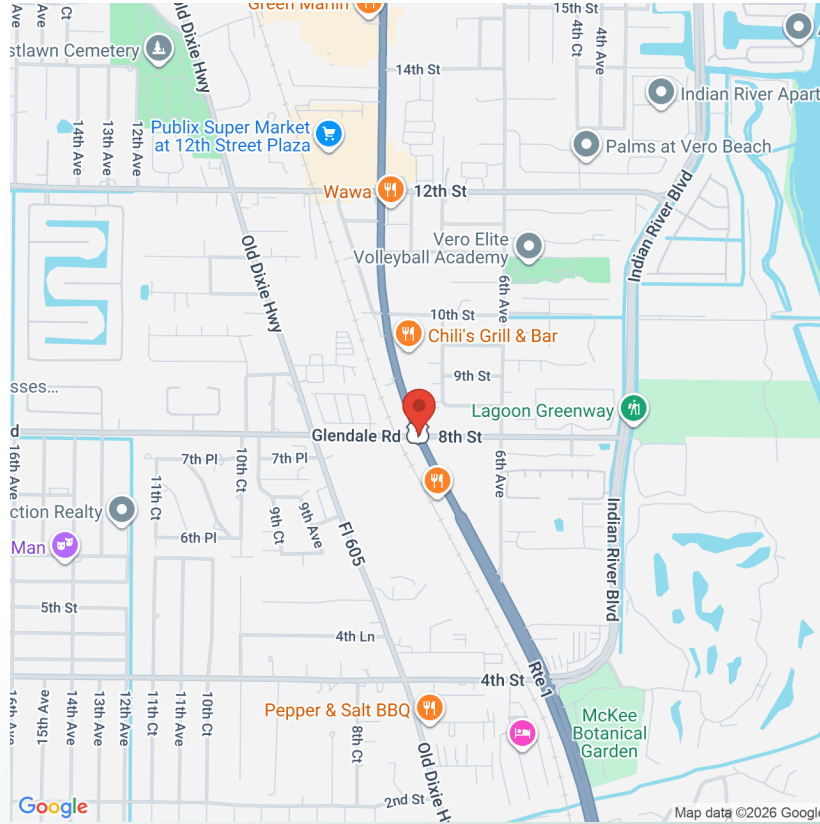 Green Marlin
15th St
Ct
Old Dixie Hwy
4th Ct
4th Ave
stlawn Cemetery
14th St
Indian River Apart
Publix Super Market
at 12th Street Plaza
14th Ave
13th Ave
12th Ave
Palms at Vero Beach
Wawa
12th St
Indian River Blvd
Vero Elite
Volleyball Academy
Old Dixie Hwy
6th Ave
10th St
Chili's Grill & Bar
9th St
sses...
Lagoon Greenway
d
Glendale Rd
8th St
16th Ave
7th Pl
10th Ct
7th Pl
6th Ave
11th Ct
9th Ct
9th Ave
ction Realty
Fl 605
Indian River Blvd
Man
6th Pl
5th St
4th Ln
4th St
Rte 1
16th Ave
15th Ave
14th Ave
13th Ave
12th Ave
11th Ct
11th Ave
10th Ct
Pepper & Salt BBQ
8th Ct
McKee
Botanical
Garden
Old Dixie H
2nd St
Google
Map data ©2026 Google